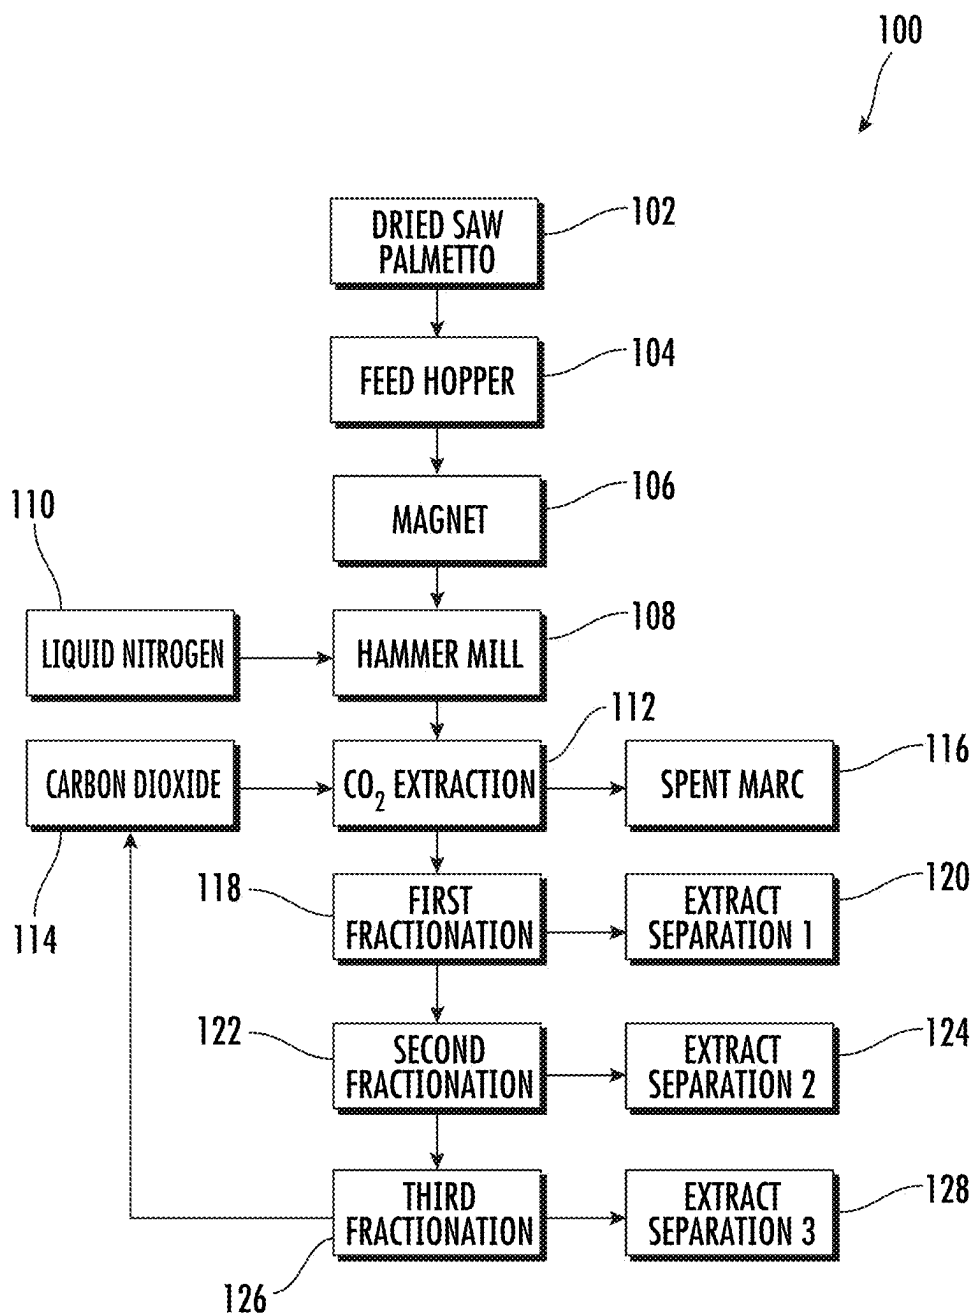 100
DRIED SAW
PALMETTO
102
FEED HOPPER
104
MAGNET
106
110
LIQUID NITROGEN
HAMMER MILL
108
112
CARBON DIOXIDE
CO₂ EXTRACTION
SPENT MARC
116
114
118
FIRST
FRACTIONATION
EXTRACT
SEPARATION 1
120
122
SECOND
FRACTIONATION
EXTRACT
SEPARATION 2
124
THIRD
FRACTIONATION
126
EXTRACT
SEPARATION 3
128